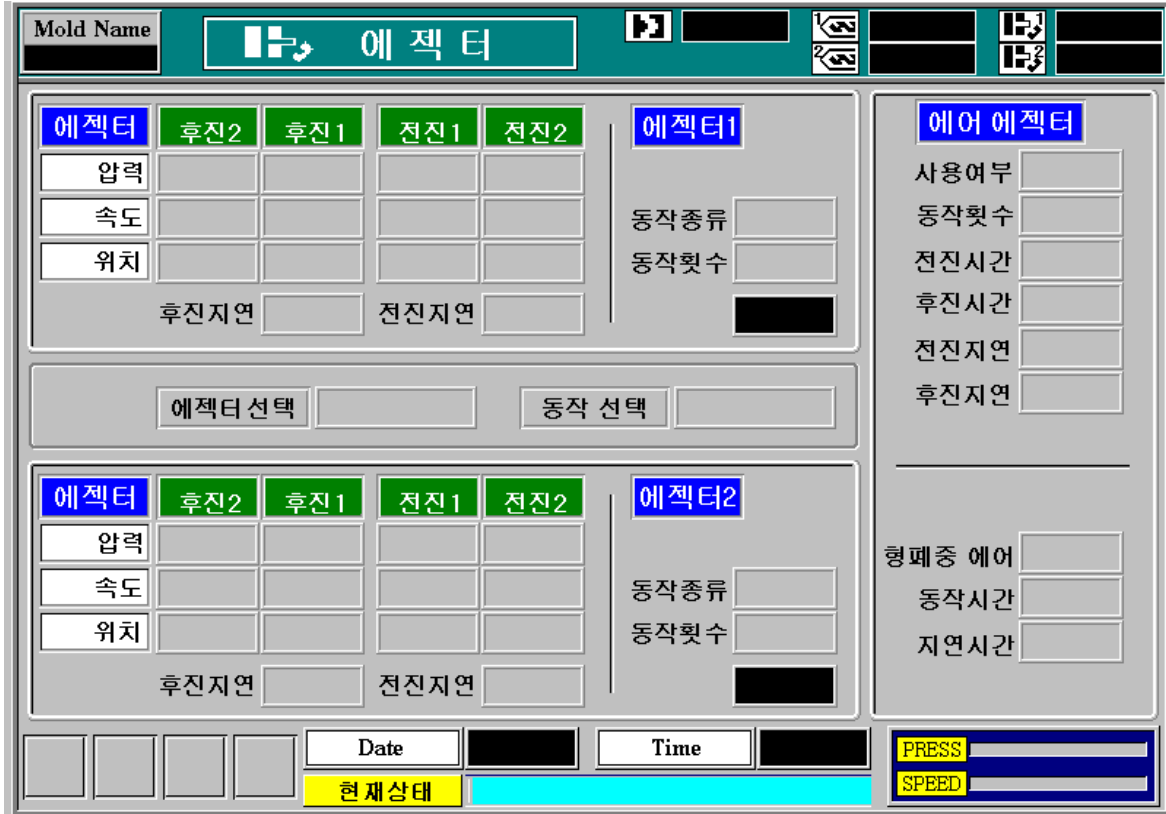 Mold Name
에 젝 터
1
2
1
2
에젝터 후진2 후진1 전진1 전진2 에젝터1
압력
속도 동작종류
위치 동작횟수
후진지연 전진지연
에젝터선택 동작 선택
에젝터 후진2 후진1 전진1 전진2 에젝터2
압력
속도 동작종류
위치 동작횟수
후진지연 전진지연
에어 에젝터
사용여부
동작횟수
전진시간
후진시간
전진지연
후진지연
형폐중 에어
동작시간
지연시간
Date Time
현재상태
PRESS
SPEED